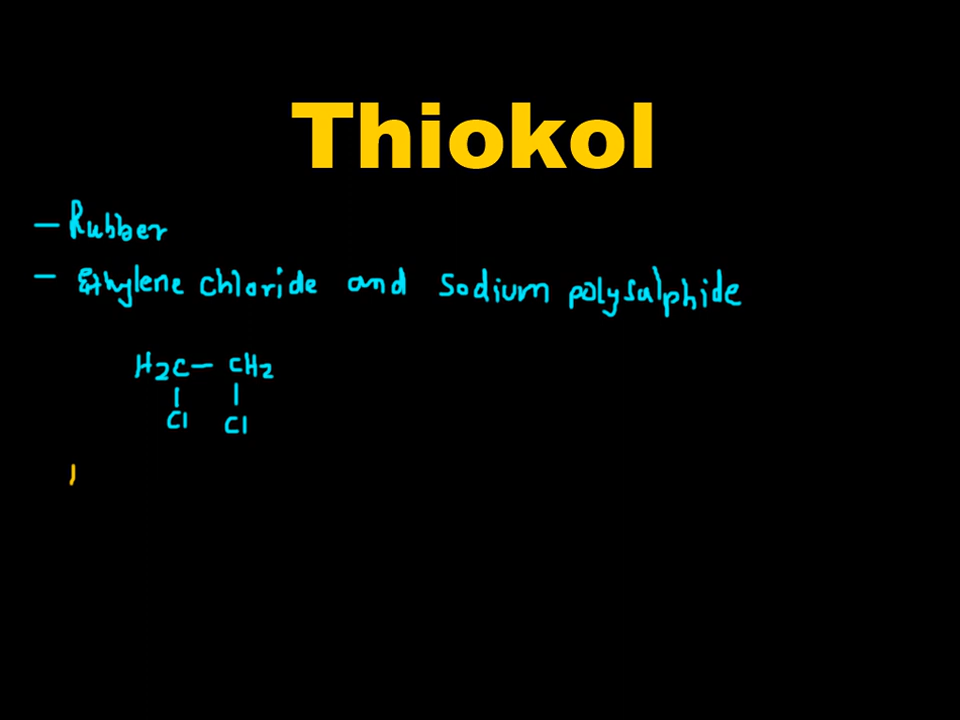 Thiokol
- Rubber
- Ethylene chloride and Sodium polysulphide
H2C - CH2
Cl Cl